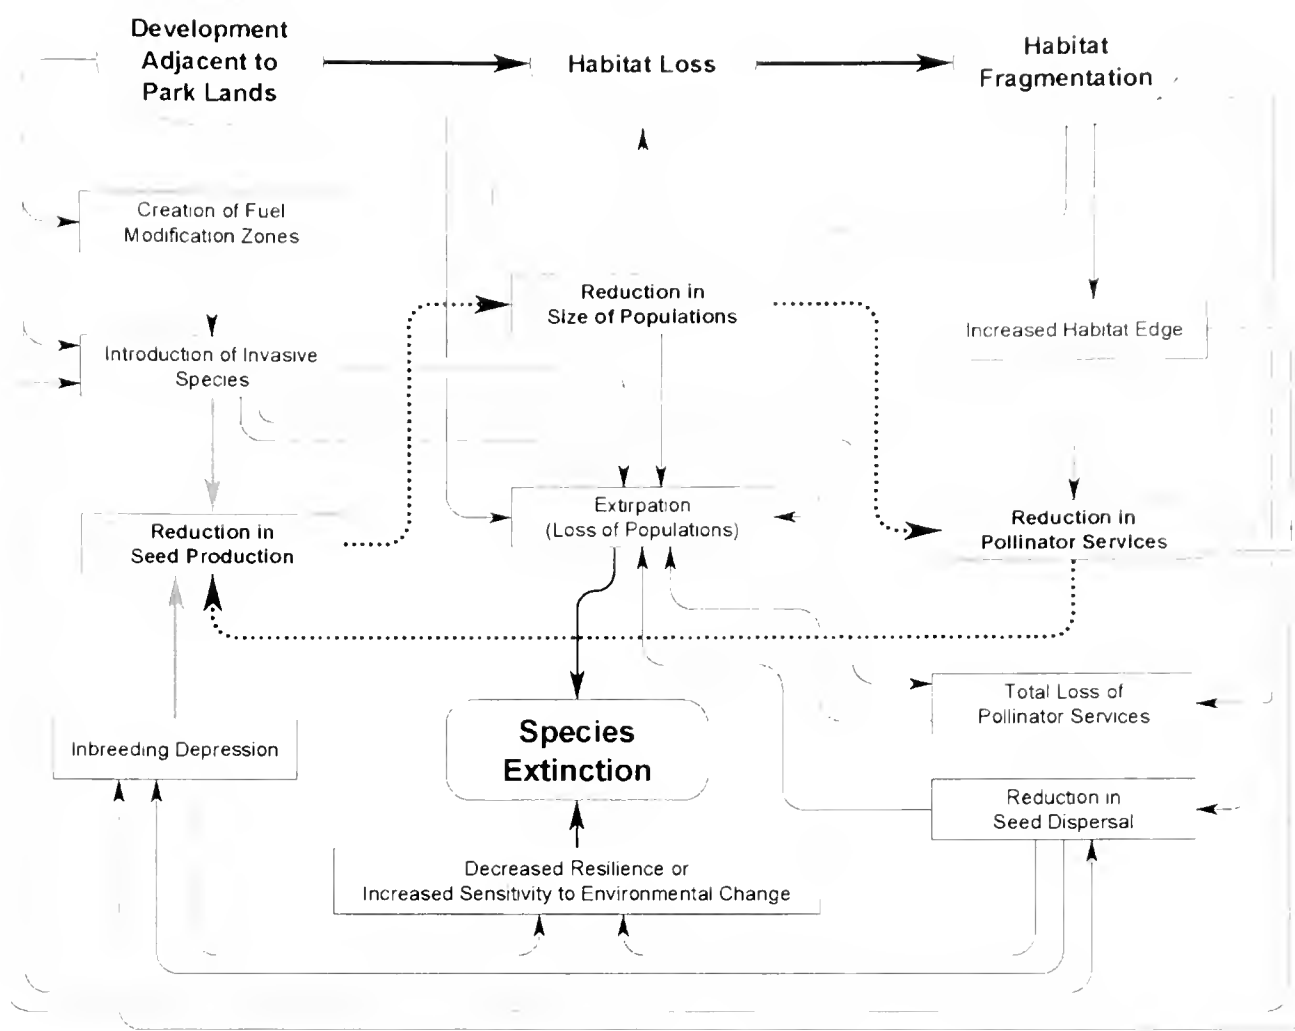 Development
Adjacent to
Park Lands
Habitat Loss
Habitat
Fragmentation
Creation of Fuel
Modification Zones
Reduction in
Size of Populations
Increased Habitat Edge
Introduction of Invasive
Species
Extirpation
(Loss of Populations)
Reduction in
Seed Production
Reduction in
Pollinator Services
Total Loss of
Pollinator Services
Species
Extinction
Inbreeding Depression
Reduction in
Seed Dispersal
Decreased Resilience or
Increased Sensitivity to Environmental Change